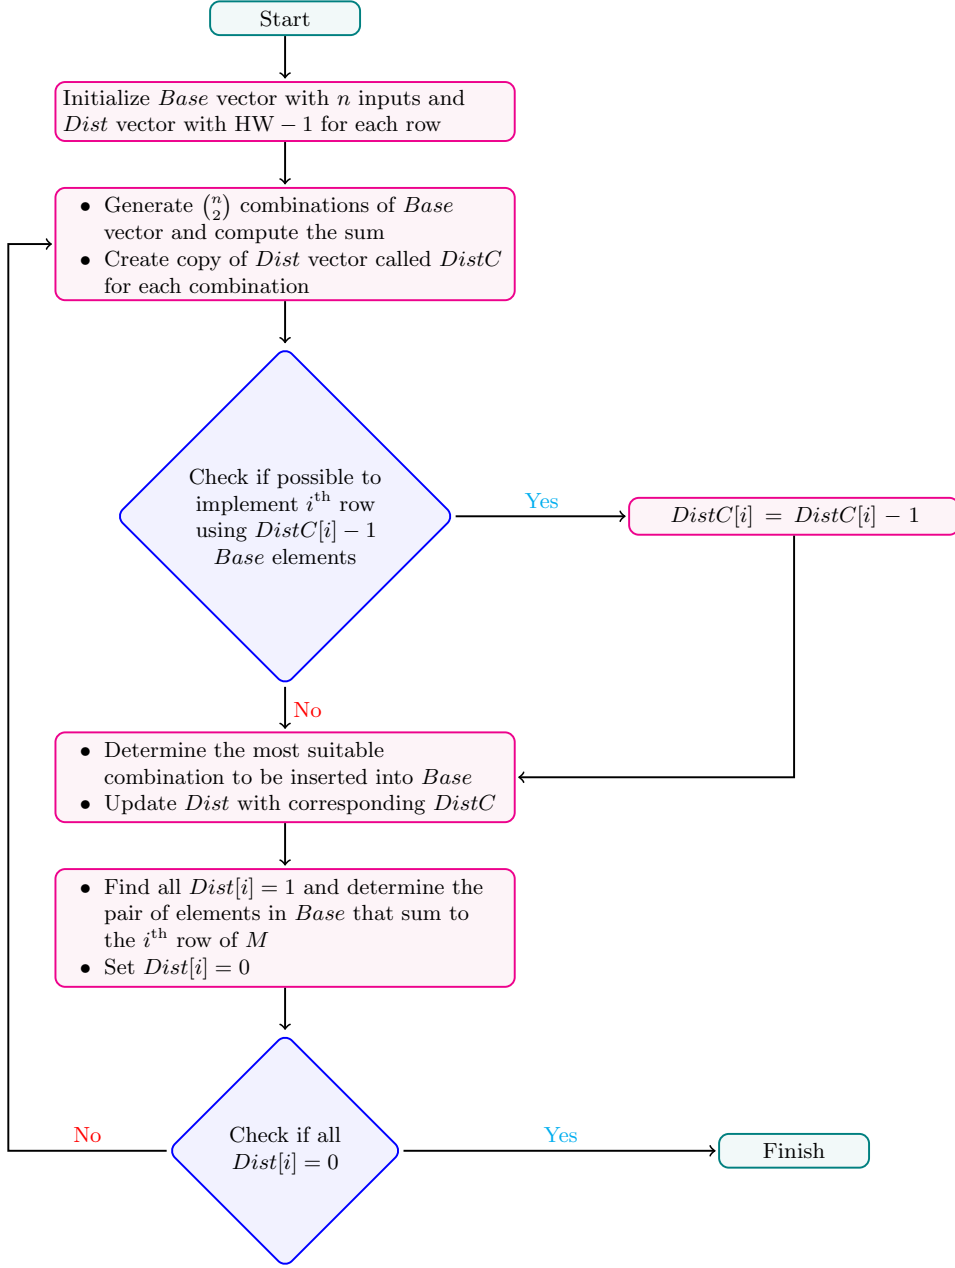 Start
Initialize Base vector with n inputs and
Dist vector with HW − 1 for each row
• Generate (n 2) combinations of Base
vector and compute the sum
• Create copy of Dist vector called DistC
for each combination
Check if possible to
implement i^th row
using DistC[i] − 1
Base elements
Yes
DistC[i] = DistC[i] − 1
No
• Determine the most suitable
combination to be inserted into Base
• Update Dist with corresponding DistC
• Find all Dist[i] = 1 and determine the
pair of elements in Base that sum to
the i^th row of M
• Set Dist[i] = 0
Check if all
Dist[i] = 0
No
Yes
Finish